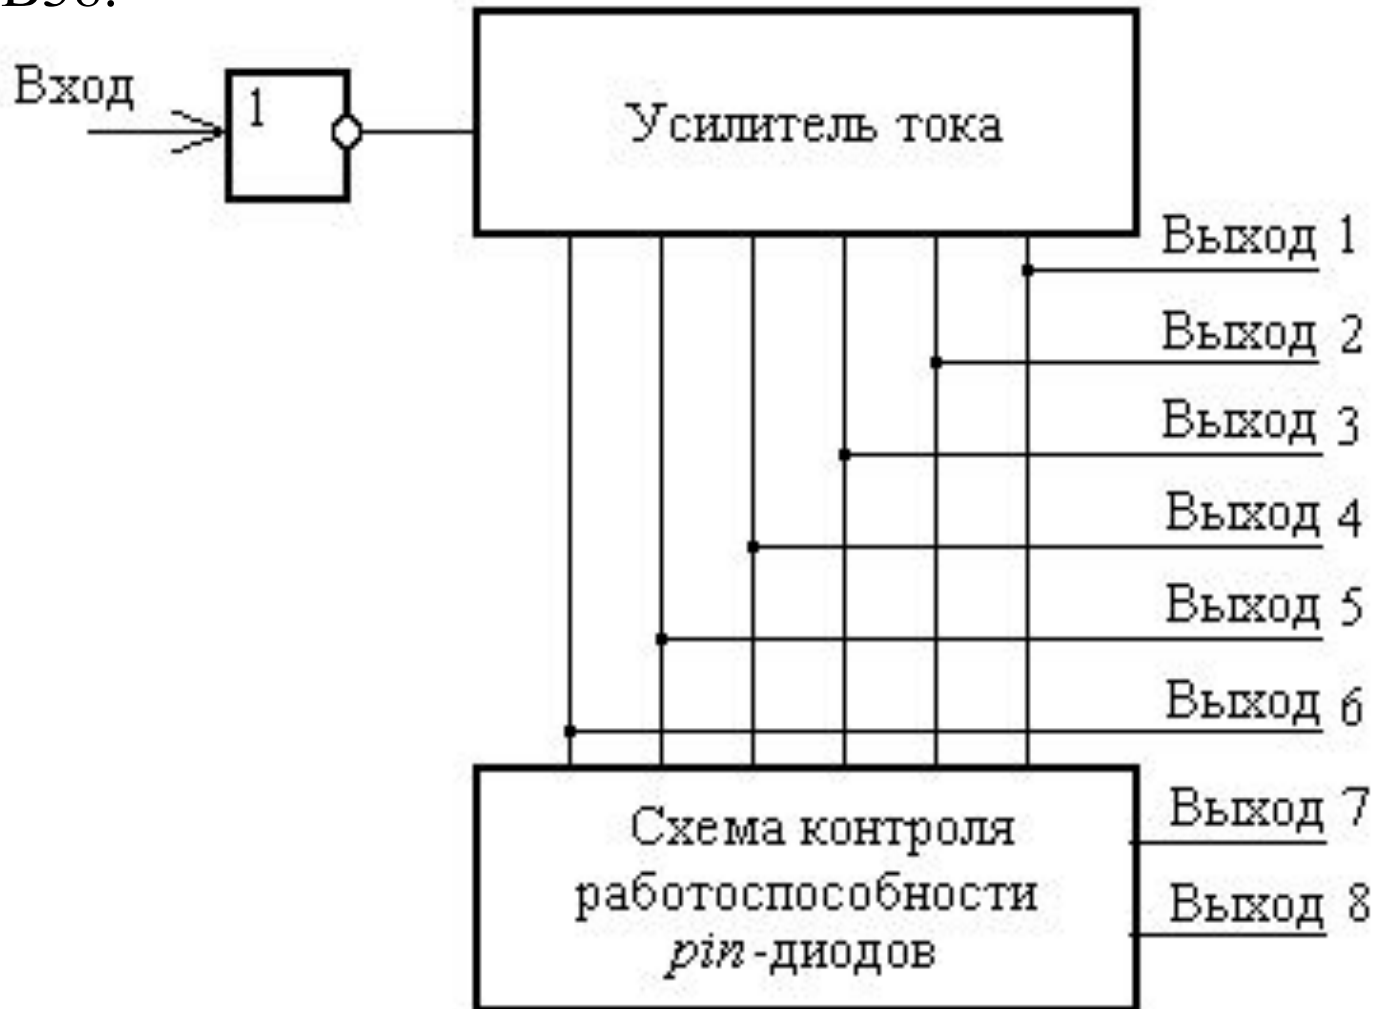 В38.
Вход
1
Усилитель тока
Выход 1
Выход 2
Выход 3
Выход 4
Выход 5
Выход 6
Схема контроля
работоспособности
pin-диодов
Выход 7
Выход 8